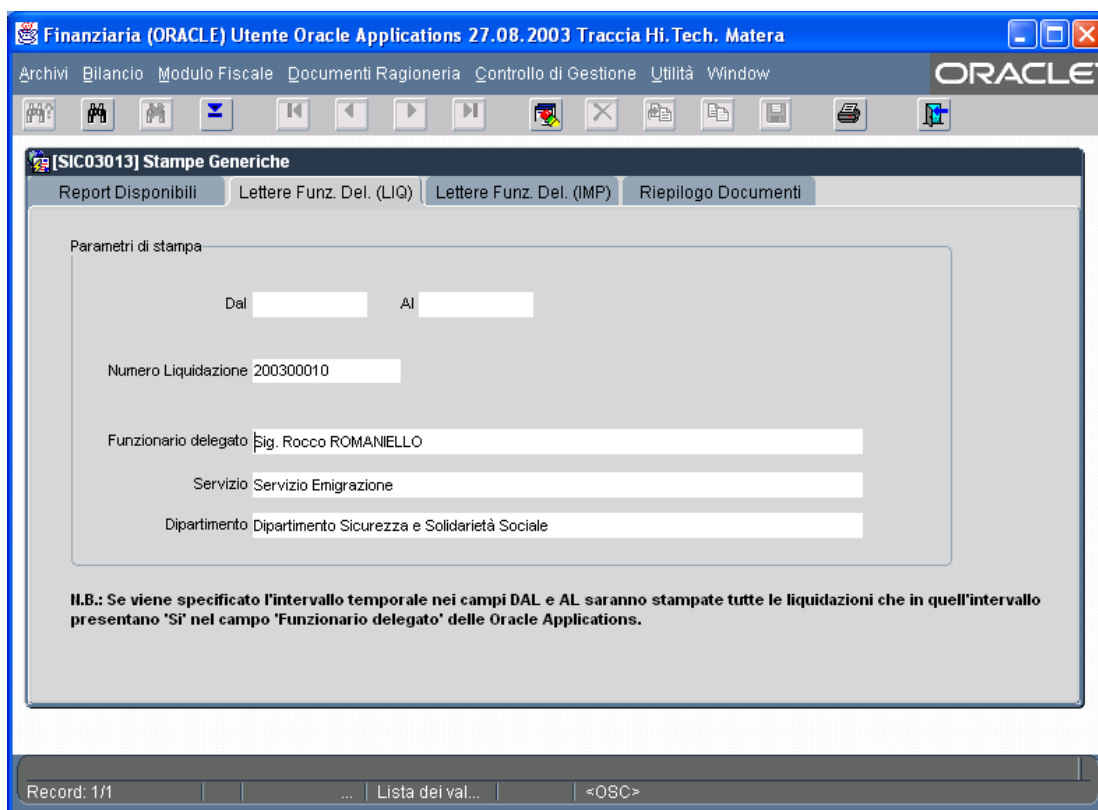 Finanziaria (ORACLE) Utente Oracle Applications 27.08.2003 Traccia Hi.Tech. Matera
Archivi Bilancio Modulo Fiscale Documenti Ragioneria Controllo di Gestione Utilità Window ORACLE
[SIC03013] Stampe Generiche
Report Disponibili Lettere Funz. Del. (LIQ) Lettere Funz. Del. (IMP) Riepilogo Documenti
Parametri di stampa
Dal Al
Numero Liquidazione 200300010
Funzionario delegato Sig. Rocco ROMANIELLO
Servizio Servizio Emigrazione
Dipartimento Dipartimento Sicurezza e Solidarietà Sociale
N.B.: Se viene specificato l'intervallo temporale nei campi DAL e AL saranno stampate tutte le liquidazioni che in quell'intervallo
presentano 'Si' nel campo 'Funzionario delegato' delle Oracle Applications.
Record: 1/1 ... Lista dei val... <OSC>